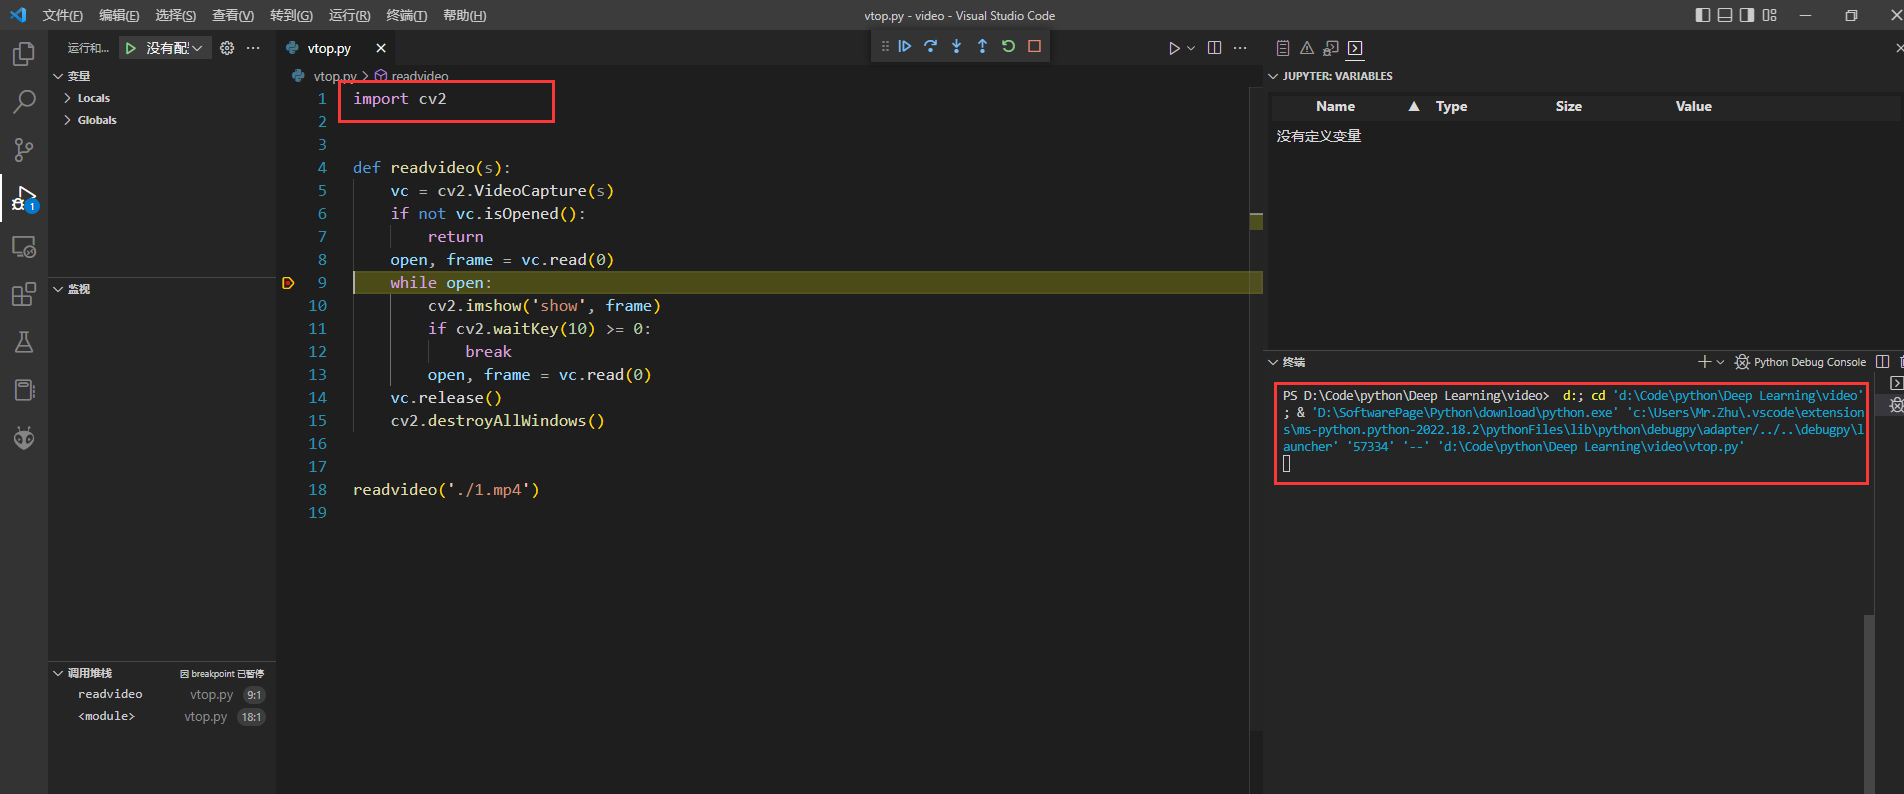 文件(F) 编辑(E) 选择(S) 查看(V) 转到(G) 运行(R) 终端(T) 帮助(H)
vtop.py - video - Visual Studio Code
运行和... 没有配
变量
Locals
Globals
监视
调用堆栈 因 breakpoint 已暂停
readvideo vtop.py 9:1
<module> vtop.py 18:1
1
vtop.py
vtop.py > readvideo
1 import cv2
2
3
4 def readvideo(s):
5 vc = cv2.VideoCapture(s)
6 if not vc.isOpened():
7 return
8 open, frame = vc.read(0)
9 while open:
10 cv2.imshow('show', frame)
11 if cv2.waitKey(10) >= 0:
12 break
13 open, frame = vc.read(0)
14 vc.release()
15 cv2.destroyAllWindows()
16
17
18 readvideo('./1.mp4')
19
JUPYTER: VARIABLES
Name Type Size Value
没有定义变量
终端
Python Debug Console
PS D:\Code\python\Deep Learning\video> d:; cd 'd:\Code\python\Deep Learning\video'
; & 'D:\SoftwarePage\Python\download\python.exe' 'c:\Users\Mr.Zhu\.vscode\extension
s\ms-python.python-2022.18.2\pythonFiles\lib\python\debugpy\adapter/../..\debugpy\l
auncher' '57334' '--' 'd:\Code\python\Deep Learning\video\vtop.py'